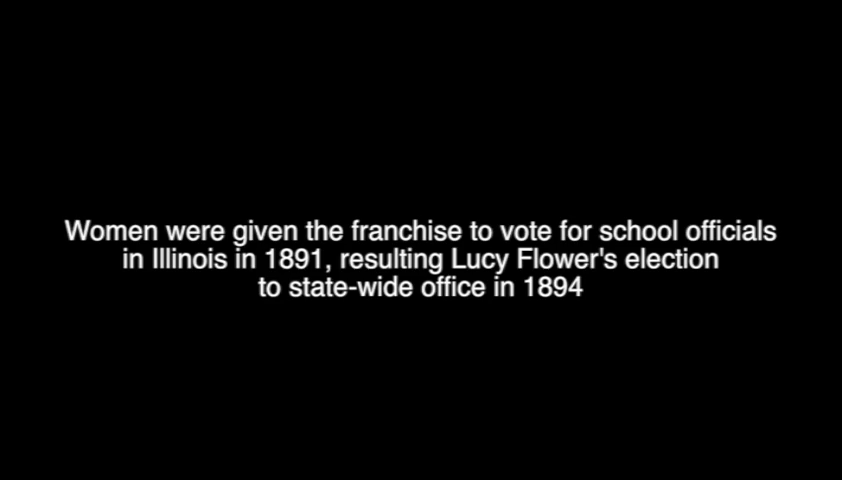 Women were given the franchise to vote for school officials
in Illinois in 1891, resulting Lucy Flower's election
to state-wide office in 1894